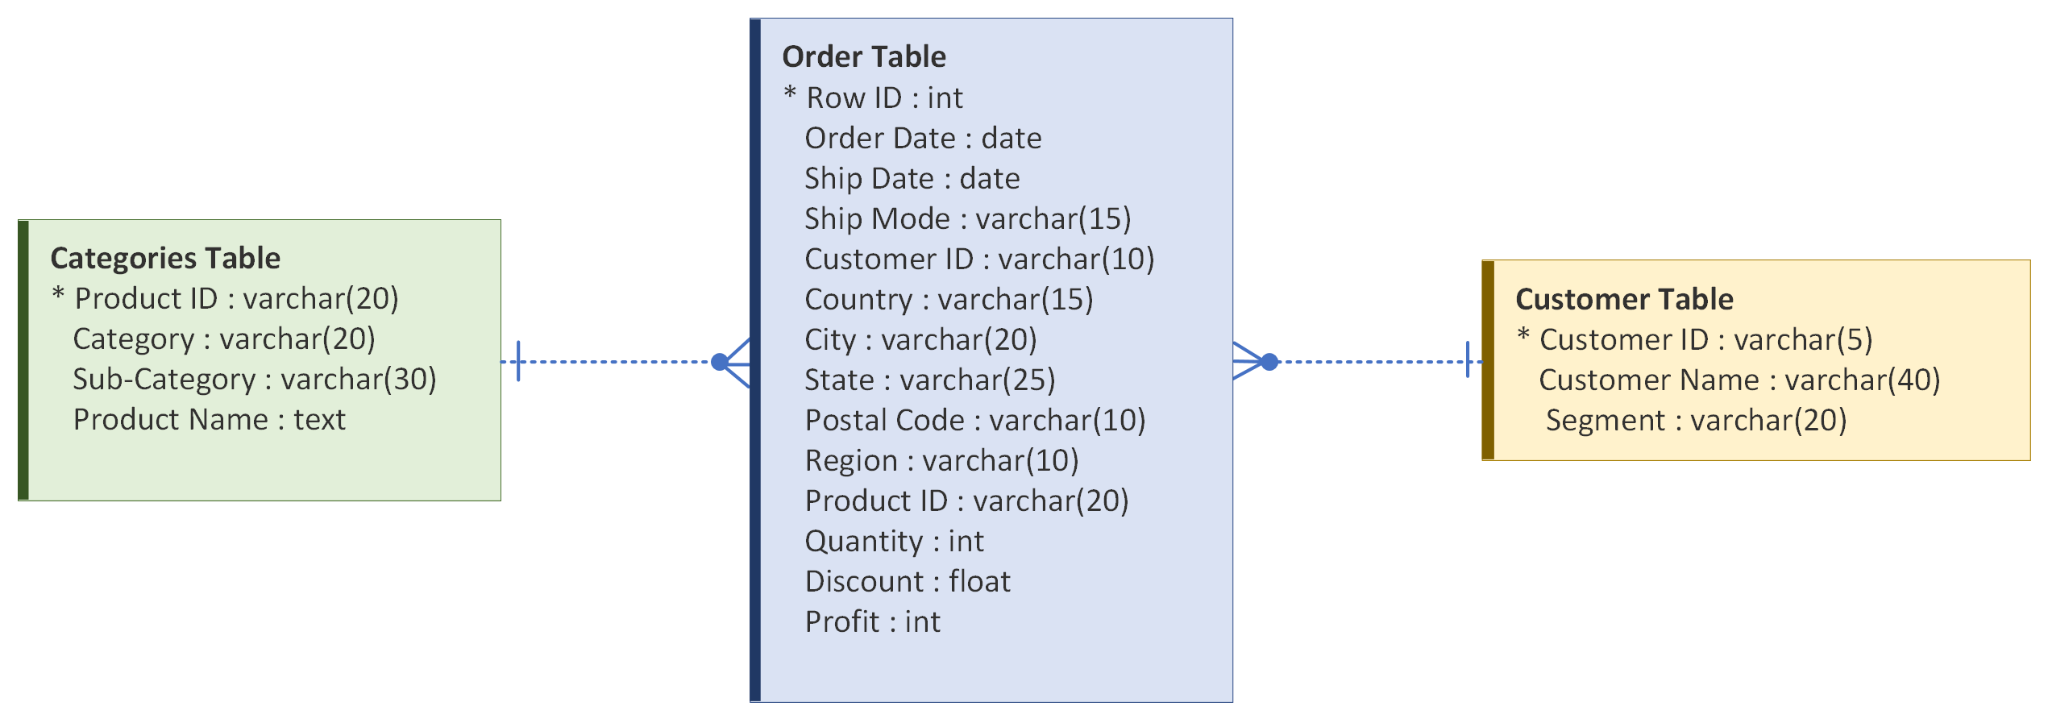 Categories Table
* Product ID : varchar(20)
Category : varchar(20)
Sub-Category : varchar(30)
Product Name : text
Order Table
* Row ID : int
Order Date : date
Ship Date : date
Ship Mode : varchar(15)
Customer ID : varchar(10)
Country : varchar(15)
City : varchar(20)
State : varchar(25)
Postal Code : varchar(10)
Region : varchar(10)
Product ID : varchar(20)
Quantity : int
Discount : float
Profit : int
Customer Table
* Customer ID : varchar(5)
Customer Name : varchar(40)
Segment : varchar(20)